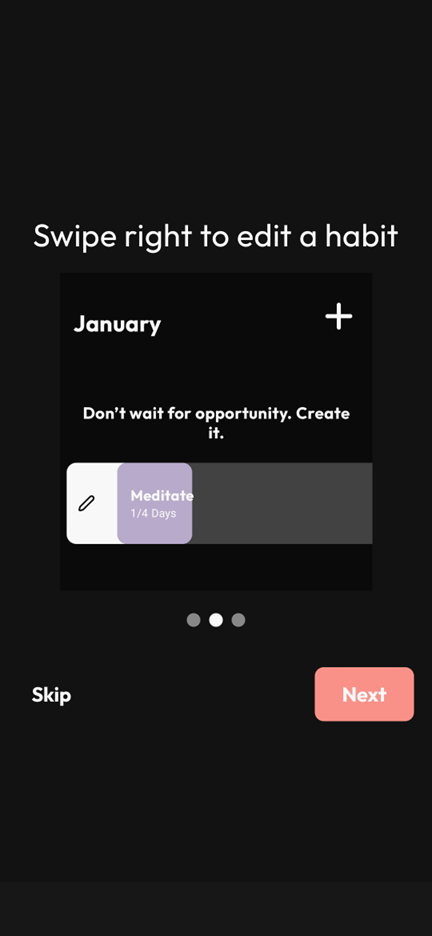 Swipe right to edit a habit
January
Don't wait for opportunity. Create
it.
Meditate
1/4 Days
Skip
Next